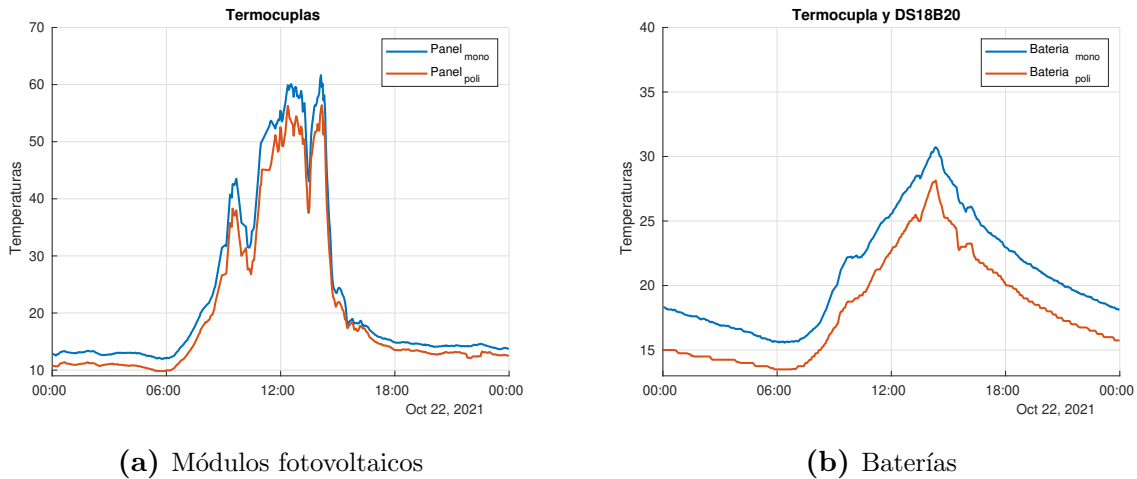 Termocuplas
Temperaturas
70
60
50
40
30
20
10
Panel mono
Panel poli
00:00 06:00 12:00 18:00 00:00
Oct 22, 2021
(a) Módulos fotovoltaicos
Termocupla y DS18B20
Temperaturas
40
35
30
25
20
15
Bateria mono
Bateria poli
00:00 06:00 12:00 18:00 00:00
Oct 22, 2021
(b) Baterías